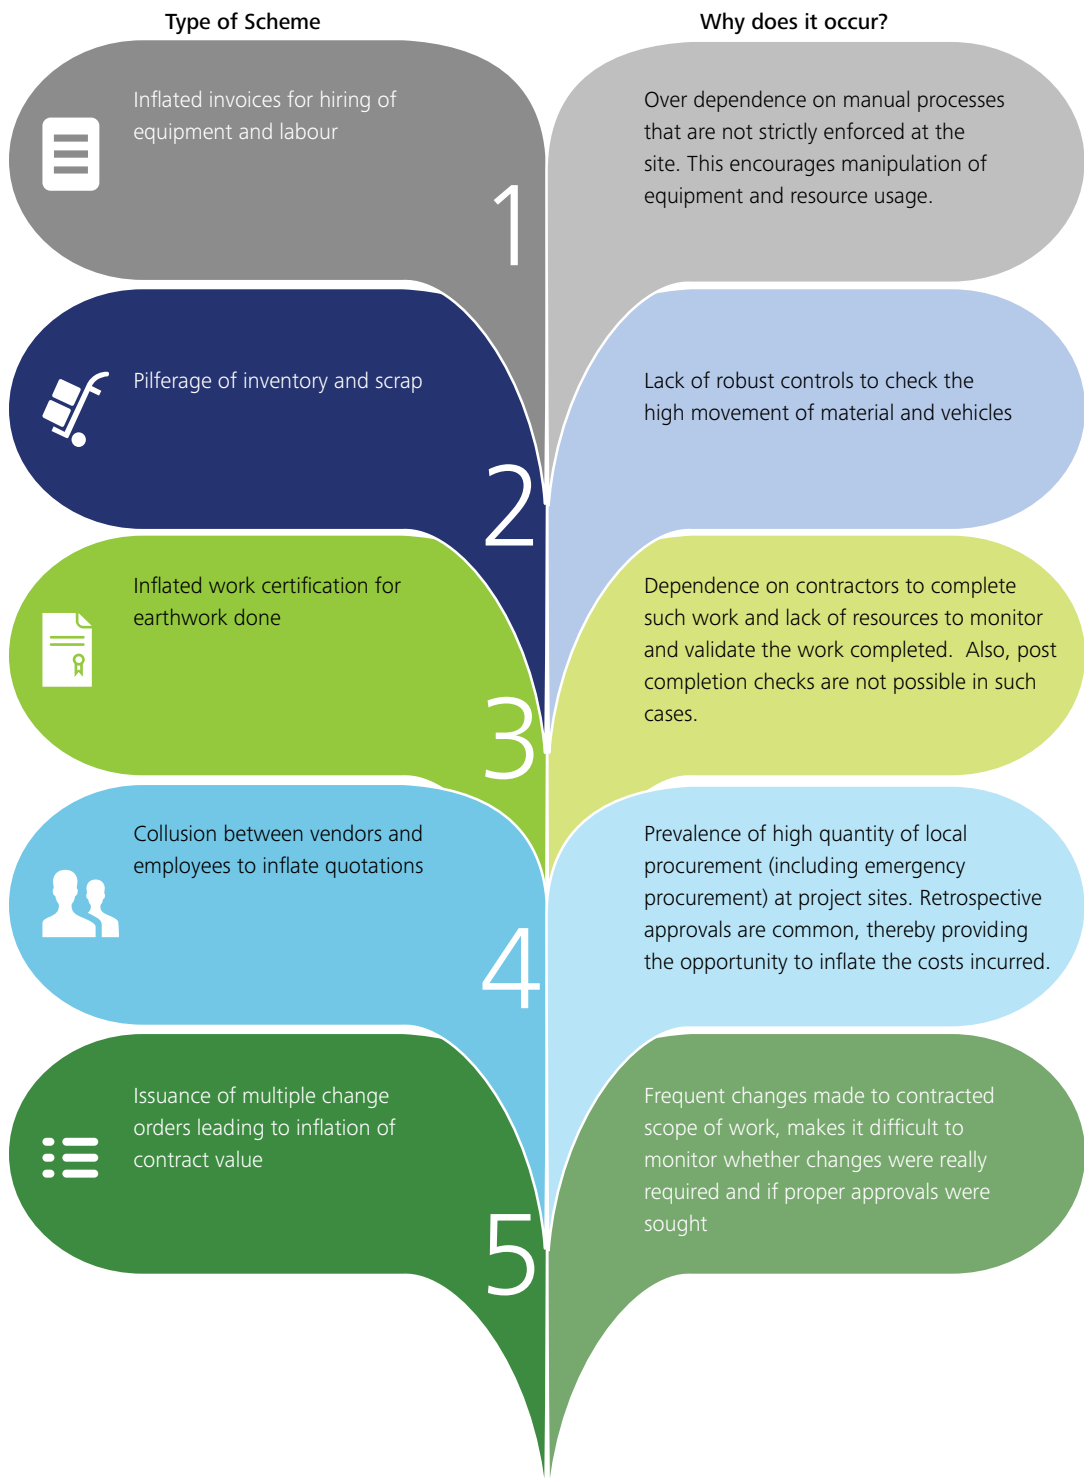 Type of Scheme
Why does it occur?
Inflated invoices for hiring of
equipment and labour
1
Over dependence on manual processes
that are not strictly enforced at the
site. This encourages manipulation of
equipment and resource usage.
Pilferage of inventory and scrap
2
Lack of robust controls to check the
high movement of material and vehicles
Inflated work certification for
earthwork done
3
Dependence on contractors to complete
such work and lack of resources to monitor
and validate the work completed.  Also, post
completion checks are not possible in such
cases.
Collusion between vendors and
employees to inflate quotations
4
Prevalence of high quantity of local
procurement (including emergency
procurement) at project sites. Retrospective
approvals are common, thereby providing
the opportunity to inflate the costs incurred.
Issuance of multiple change
orders leading to inflation of
contract value
5
Frequent changes made to contracted
scope of work, makes it difficult to
monitor whether changes were really
required and if proper approvals were
sought